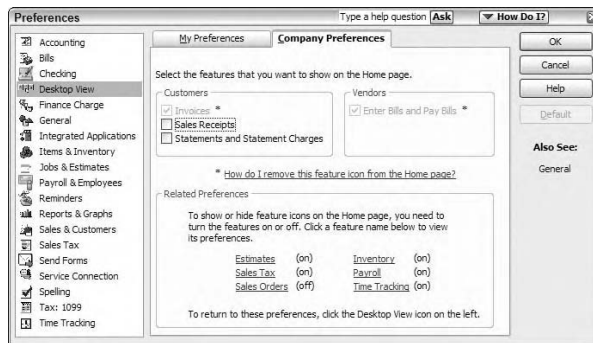 Preferences
Type a help question Ask
How Do I?
Accounting
Bills
Checking
Desktop View
Finance Charge
General
Integrated Applications
Items & Inventory
Jobs & Estimates
Payroll & Employees
Reminders
Reports & Graphs
Sales & Customers
Sales Tax
Send Forms
Service Connection
Spelling
Tax: 1099
Time Tracking
My Preferences
Company Preferences
Select the features that you want to show on the Home page.
Customers
Invoices *
Sales Receipts
Statements and Statement Charges
Vendors
Enter Bills and Pay Bills *
* How do I remove this feature icon from the Home page?
Related Preferences
To show or hide feature icons on the Home page, you need to
turn the features on or off. Click a feature name below to view
its preferences.
Estimates (on) Inventory (on)
Sales Tax (on) Payroll (on)
Sales Orders (off) Time Tracking (on)
To return to these preferences, click the Desktop View icon on the left.
OK
Cancel
Help
Default
Also See:
General